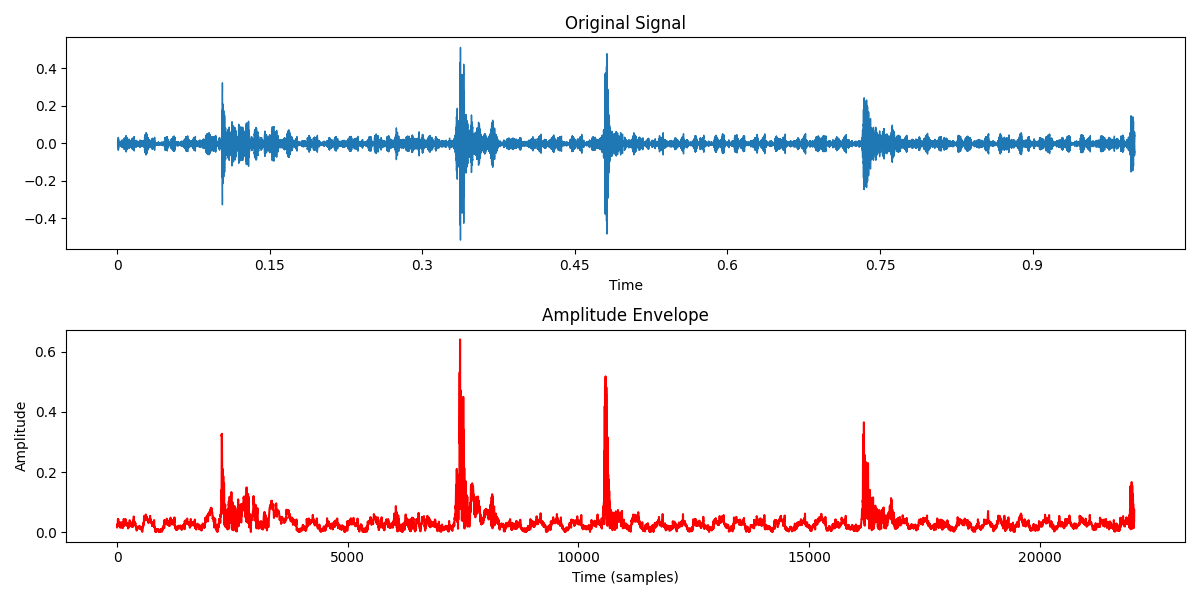 Original Signal
0.4
0.2
0.0
−0.2
−0.4
0 0.15 0.3 0.45 0.6 0.75 0.9
Time
Amplitude Envelope
Amplitude
0.6
0.4
0.2
0.0
0 5000 10000 15000 20000
Time (samples)